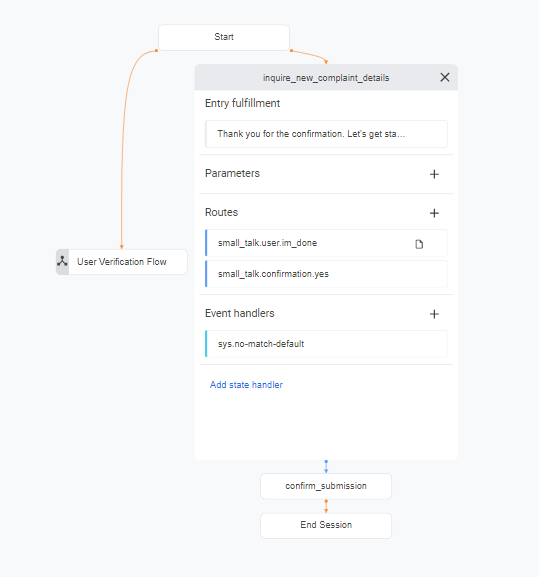 Start
inquire_new_complaint_details
Entry fulfillment
Thank you for the confirmation. Let's get sta...
Parameters
Routes
small_talk.user.im_done
small_talk.confirmation.yes
User Verification Flow
Event handlers
sys.no-match-default
Add state handler
confirm_submission
End Session